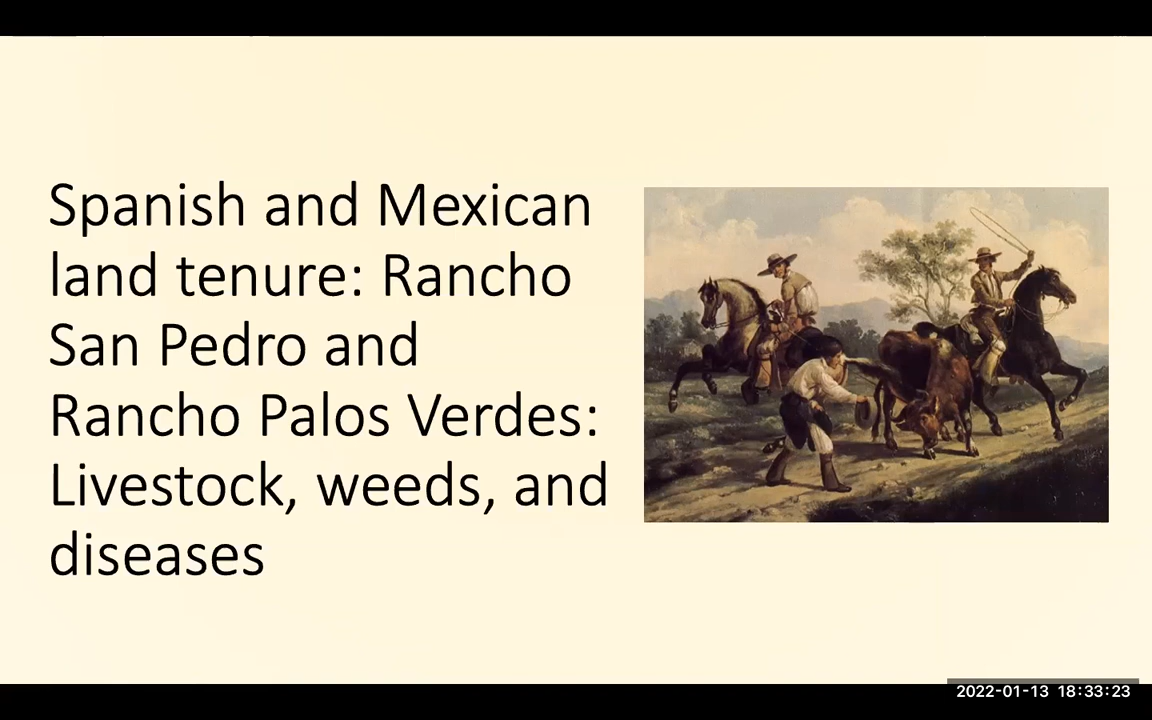 Spanish and Mexican
land tenure: Rancho
San Pedro and
Rancho Palos Verdes:
Livestock, weeds, and
diseases
2022-01-13 18:33:23